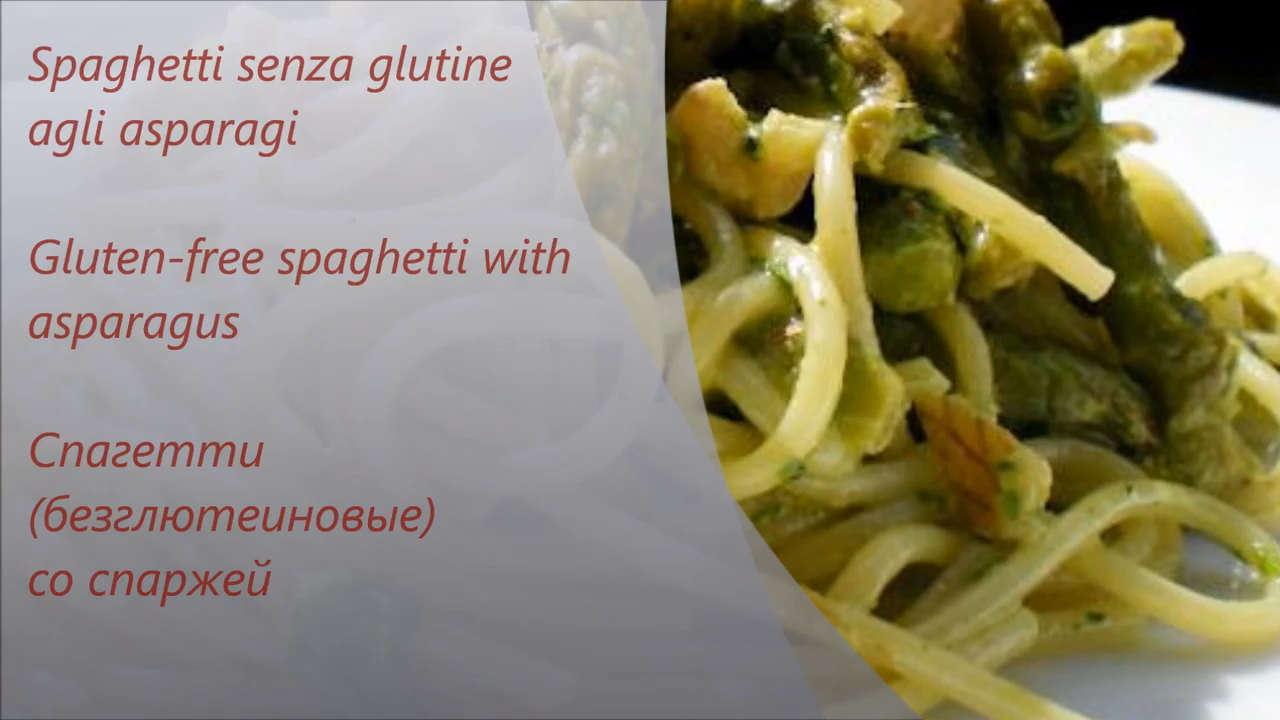 Spaghetti senza glutine
agli asparagi
Gluten-free spaghetti with
asparagus
Спагетти
(безглютеиновые)
со спаржей